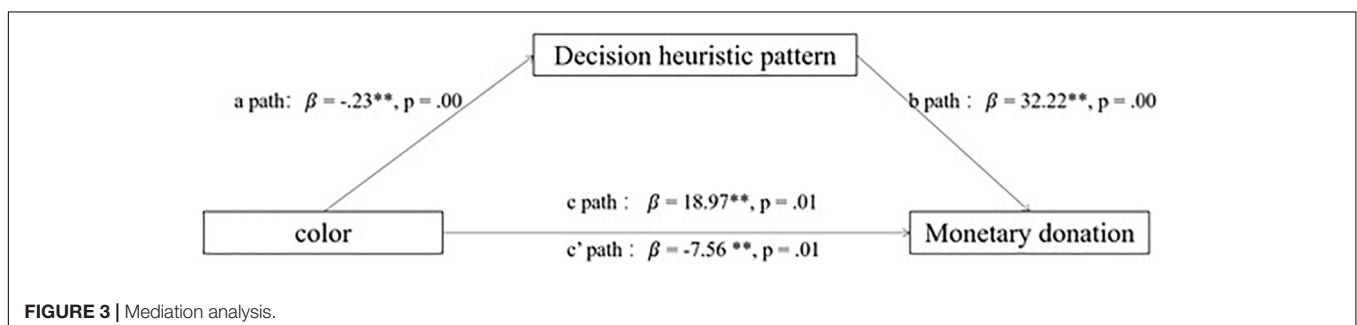 Decision heuristic pattern
a path: β = -.23**, p = .00
b path : β = 32.22**, p = .00
c path : β = 18.97**, p = .01
color
Monetary donation
c' path : β = -7.56 **, p = .01
FIGURE 3 | Mediation analysis.